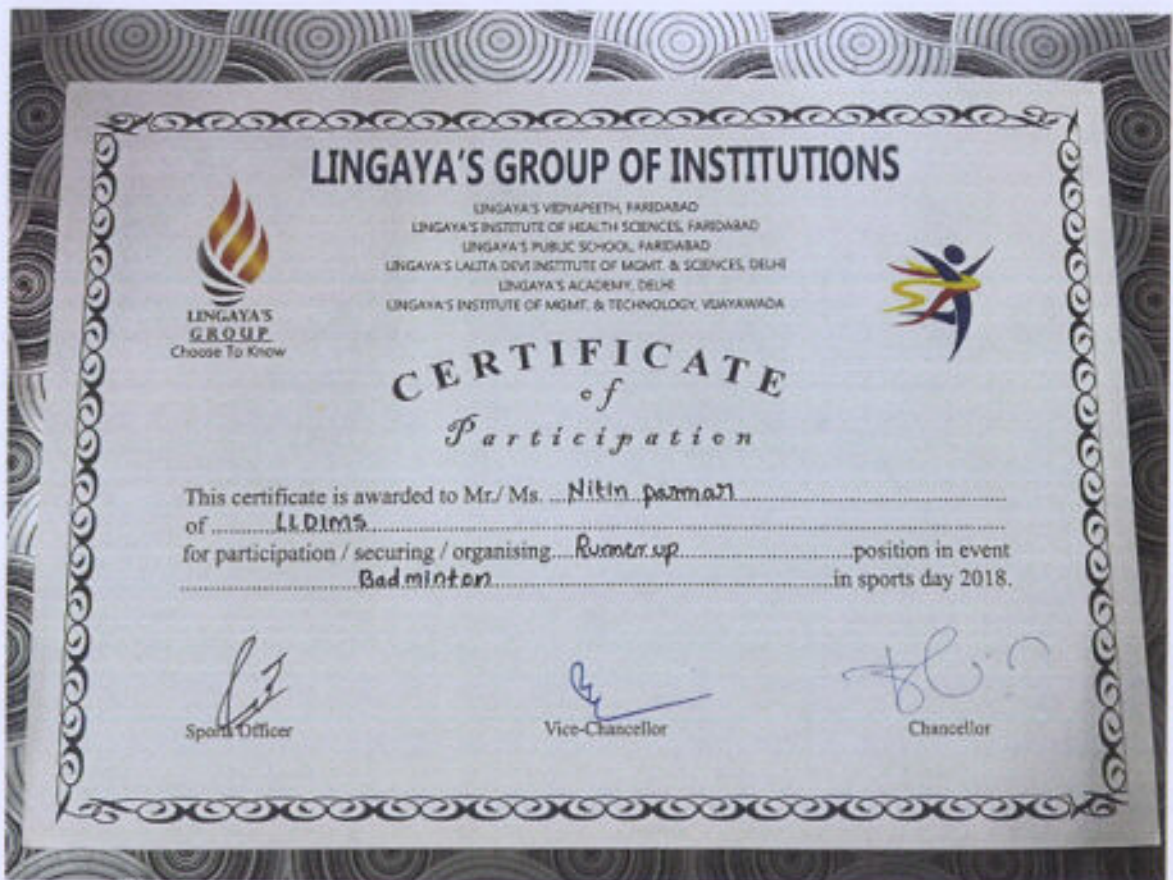 LINGAYA'S GROUP OF INSTITUTIONS
LINGAYA'S VIDYAPEETH, FARIDABAD
LINGAYA'S INSTITUTE OF HEALTH SCIENCES, FARIDABAD
LINGAYA'S PUBLIC SCHOOL, FARIDABAD
LINGAYA'S LALITA DEVI INSTITUTE OF MGMT. & SCIENCES, DELHI
LINGAYA'S ACADEMY, DELHI
LINGAYA'S INSTITUTE OF MGMT. & TECHNOLOGY, VIJAYAWADA
LINGAYA'S
GROUP
Choose To Know
CERTIFICATE
of
Participation
This certificate is awarded to Mr./ Ms. Nitin Parmar
of LLDIMS
for participation / securing / organising Runner up position in event
Badminton in sports day 2018.
Sports Officer
Vice-Chancellor
Chancellor